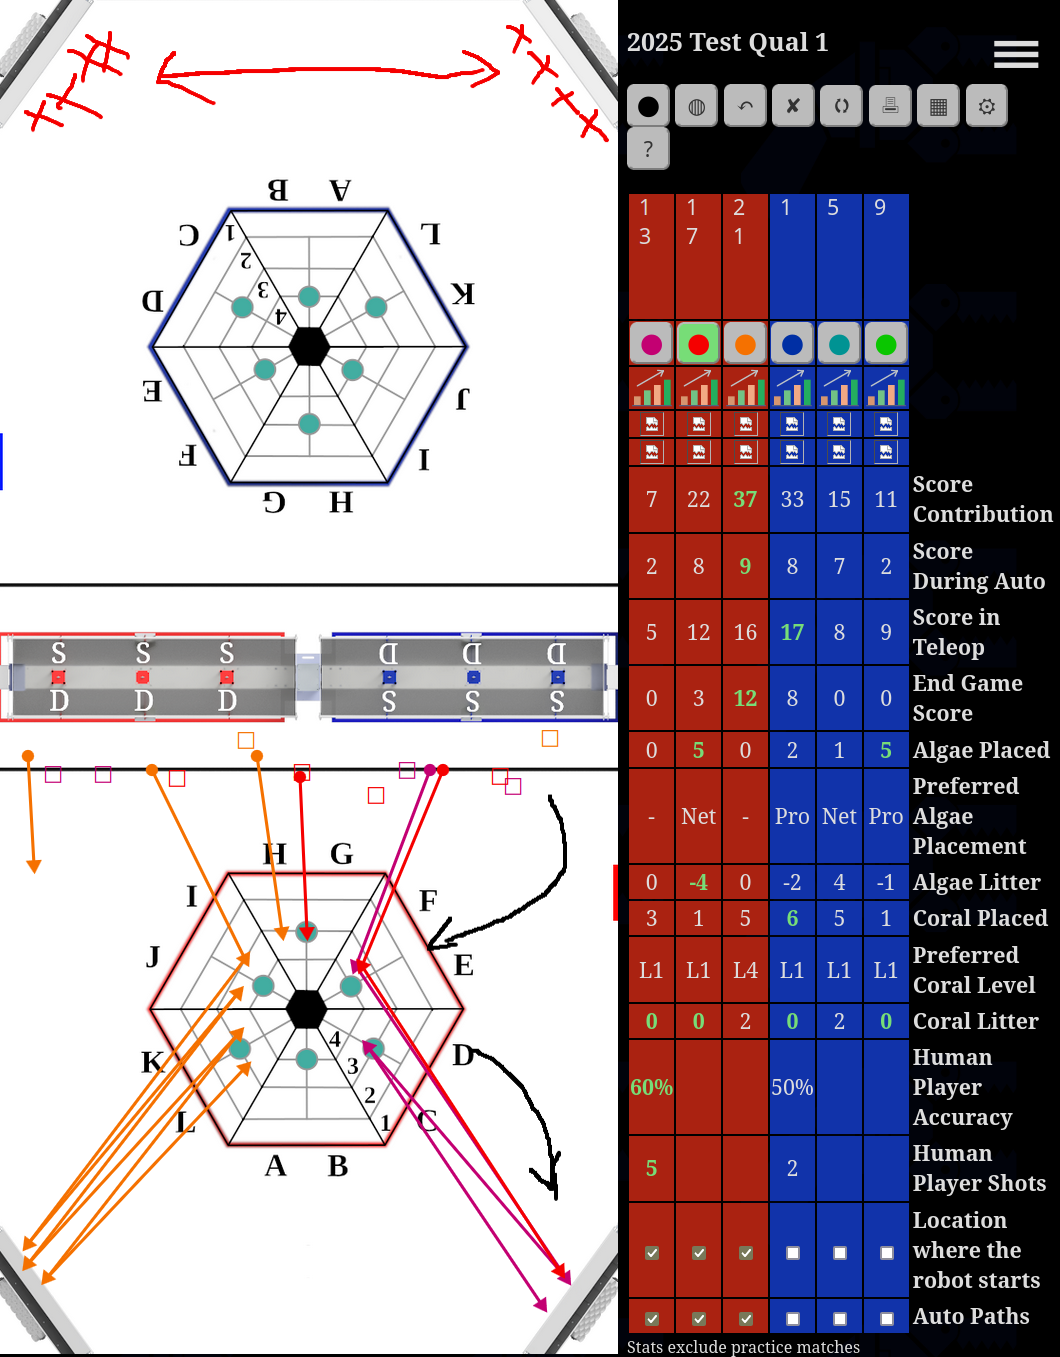 2025 Test Qual 1
?
B A
C 1 L
2
D 3 K
4
E J
F I
G H
S S S D D D
D D D S S S
H G
I F
J E
K 4 D
3
L 2 C
1
A B
13 17 21 1 5 9
7 22 37 33 15 11 Score Contribution
2 8 9 8 7 2 Score During Auto
5 12 16 17 8 9 Score in Teleop
0 3 12 8 0 0 End Game Score
0 5 0 2 1 5 Algae Placed
- Net - Pro Net Pro Preferred Algae Placement
0 -4 0 -2 4 -1 Algae Litter
3 1 5 6 5 1 Coral Placed
L1 L1 L4 L1 L1 L1 Preferred Coral Level
0 0 2 0 2 0 Coral Litter
60% 50% Human Player Accuracy
5 2 Human Player Shots
Location where the robot starts
Auto Paths
Stats exclude practice matches